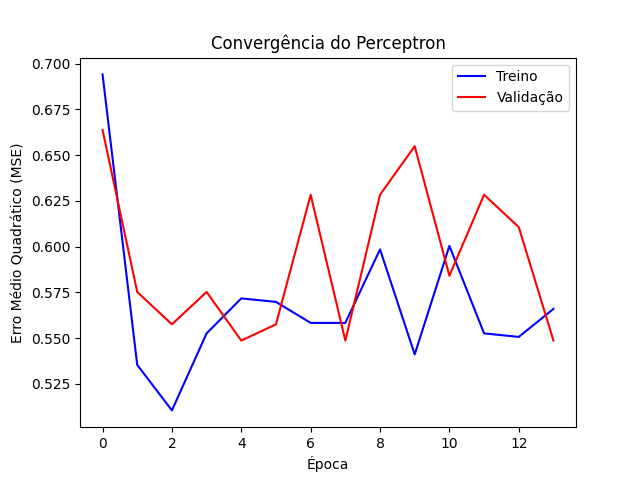 Convergência do Perceptron
Treino
Validação
Erro Médio Quadrático (MSE)
0.700
0.675
0.650
0.625
0.600
0.575
0.550
0.525
0 2 4 6 8 10 12
Época